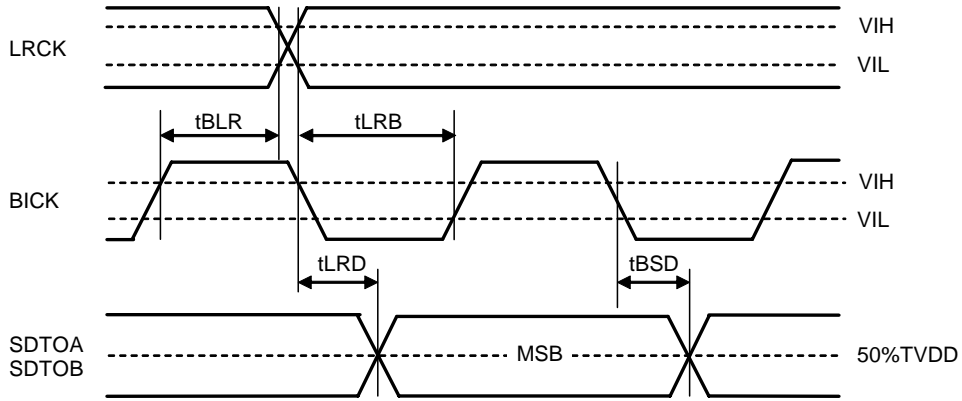 LRCK
VIH
VIL
tBLR
tLRB
BICK
VIH
VIL
tLRD
tBSD
SDTOA
SDTOB
MSB
50%TVDD